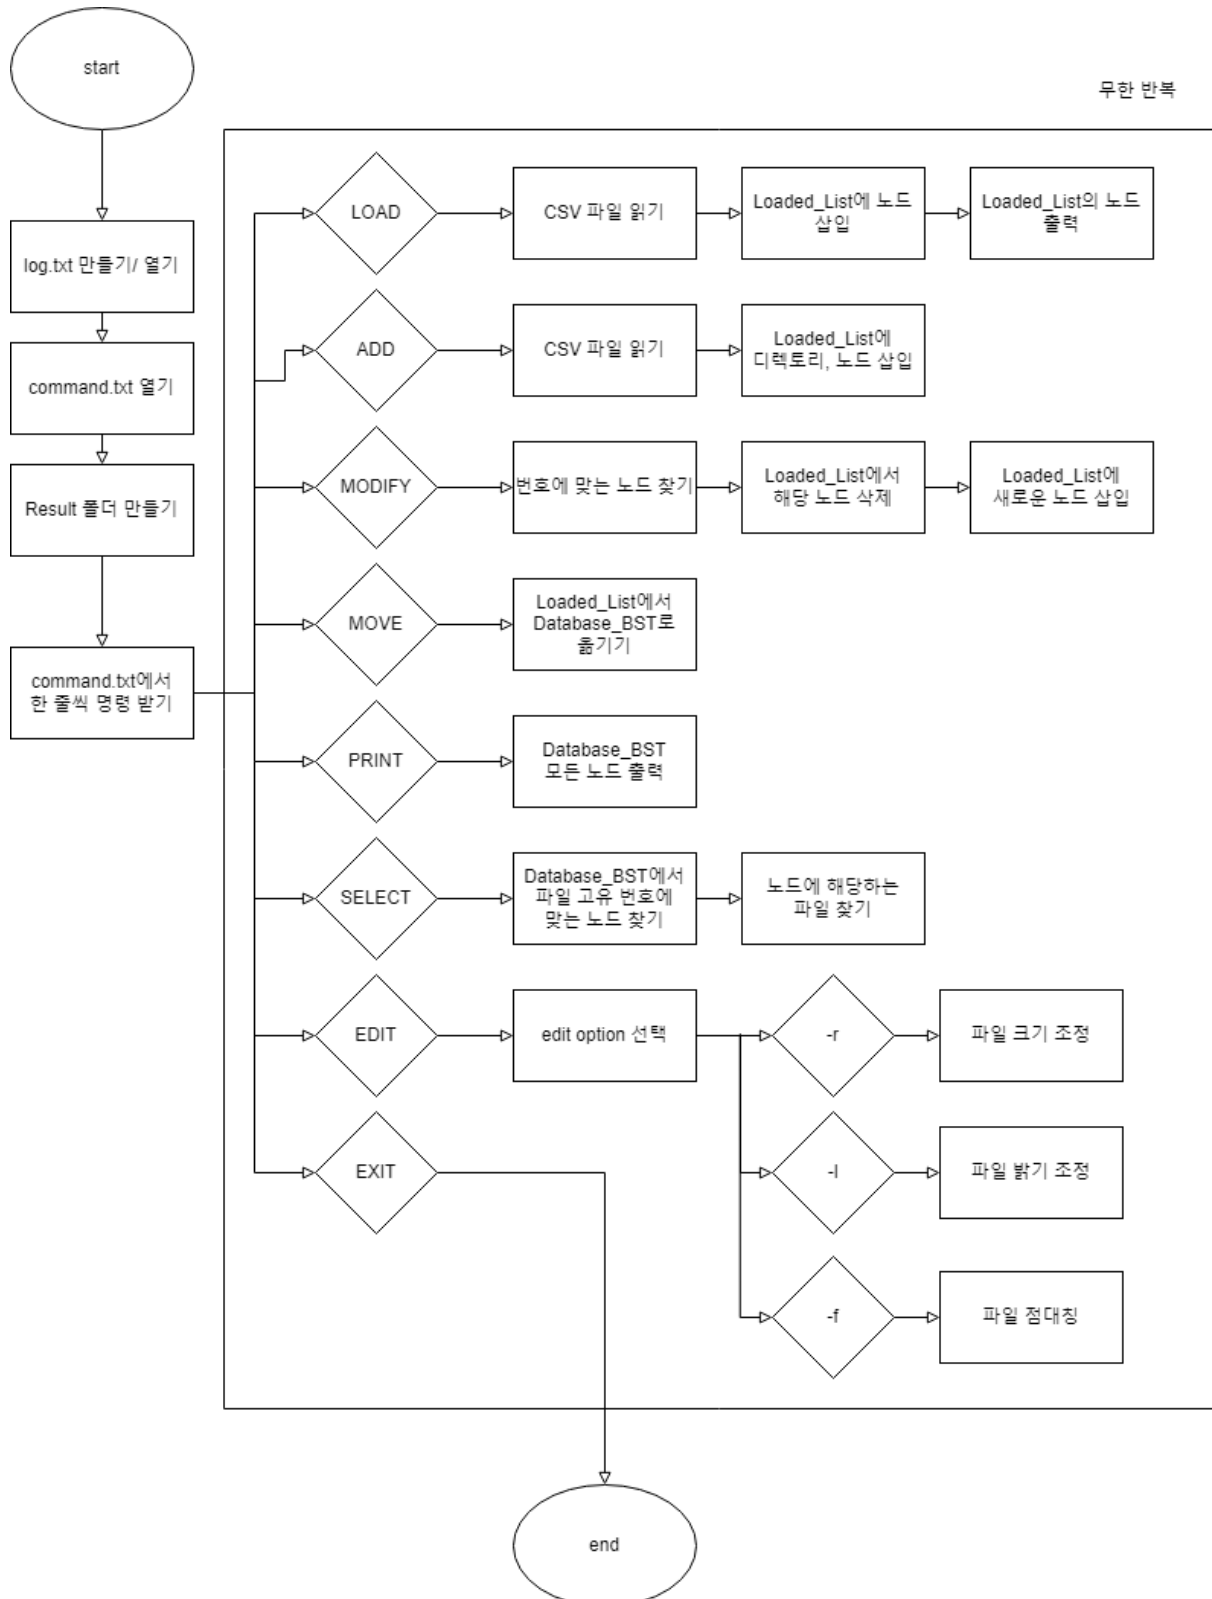 start
무한 반복
log.txt 만들기/ 열기
command.txt 열기
Result 폴더 만들기
command.txt에서
한 줄씩 명령 받기
LOAD
CSV 파일 읽기
Loaded_List에 노드
삽입
Loaded_List의 노드
출력
ADD
CSV 파일 읽기
Loaded_List에
디렉토리, 노드 삽입
MODIFY
번호에 맞는 노드 찾기
Loaded_List에서
해당 노드 삭제
Loaded_List에
새로운 노드 삽입
MOVE
Loaded_List에서
Database_BST로
옮기기
PRINT
Database_BST
모든 노드 출력
SELECT
Database_BST에서
파일 고유 번호에
맞는 노드 찾기
노드에 해당하는
파일 찾기
EDIT
edit option 선택
-r
파일 크기 조정
-l
파일 밝기 조정
-f
파일 점대칭
EXIT
end